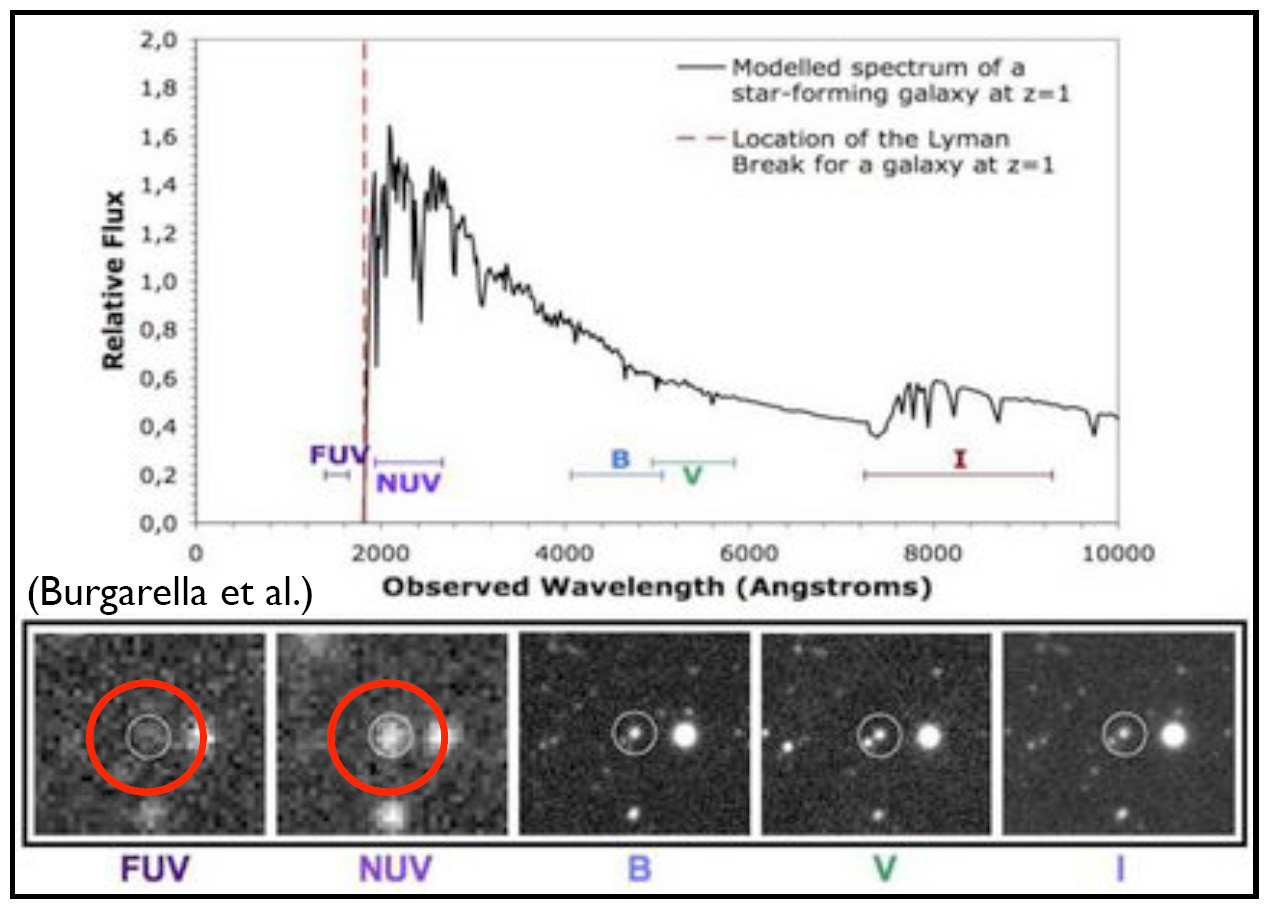 2,0
1,8
1,6
1,4
1,2
1,0
0,8
0,6
0,4
0,2
0,0
Relative Flux
Modelled spectrum of a
star-forming galaxy at z=1
Location of the Lyman
Break for a galaxy at z=1
FUV
NUV
B
V
I
0 2000 4000 6000 8000 10000
Observed Wavelength (Angstroms)
(Burgarella et al.)
FUV NUV B V I